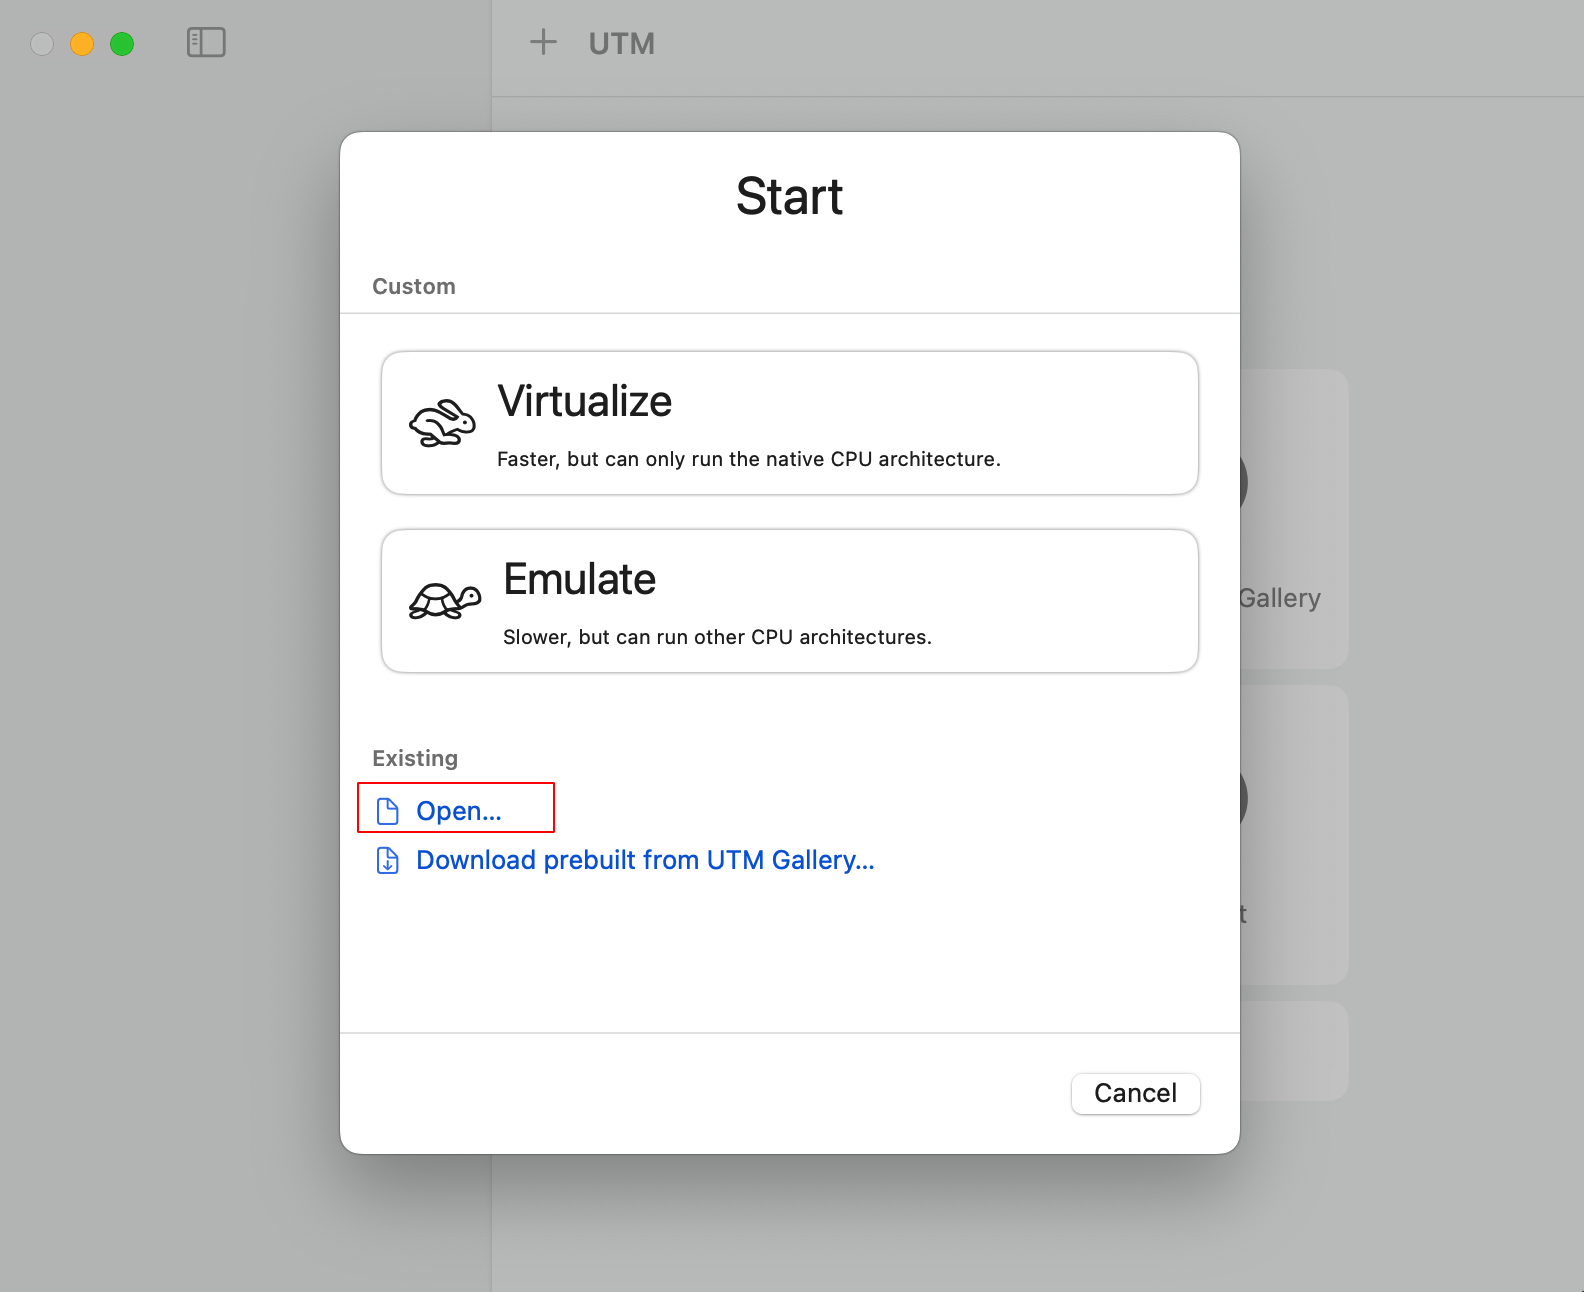 UTM
Start
Custom
Virtualize
Faster, but can only run the native CPU architecture.
Emulate
Slower, but can run other CPU architectures.
Gallery
Existing
Open...
Download prebuilt from UTM Gallery...
t
Cancel